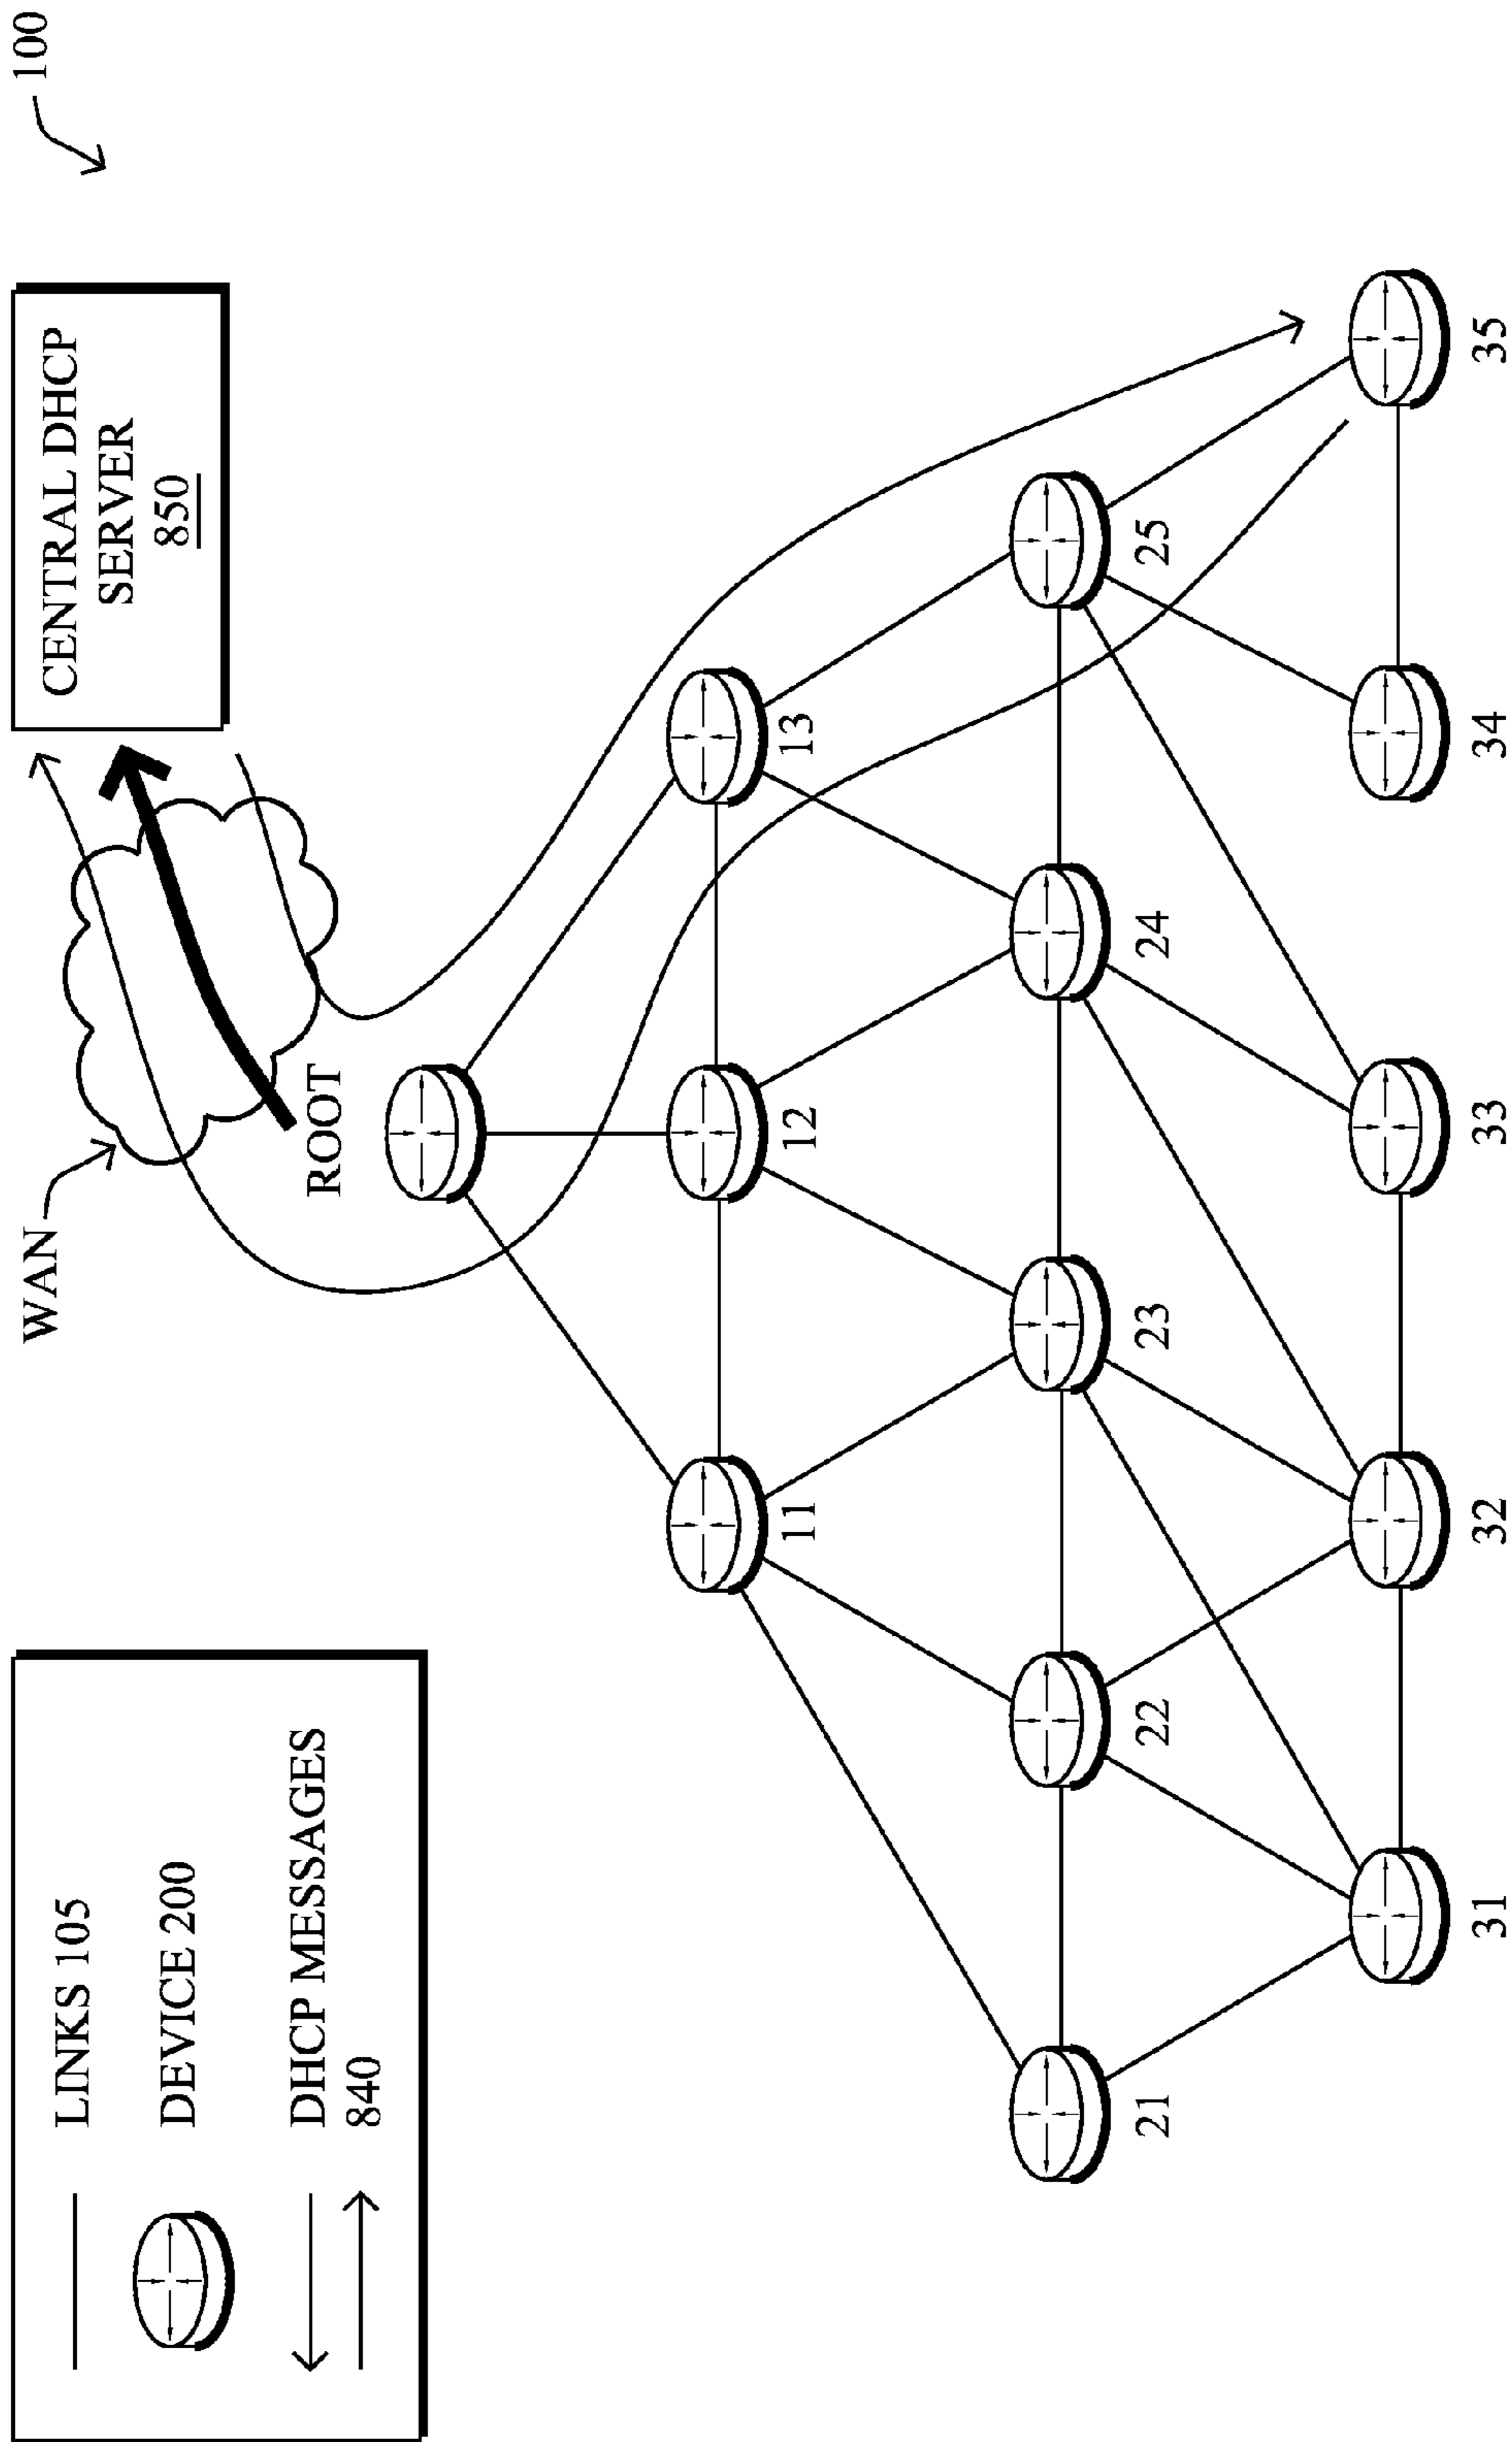 LINKS 105
DEVICE 200
DHCP MESSAGES
840
WAN
CENTRAL DHCP
SERVER
850
100
ROOT
11
12
13
21
22
23
24
25
31
32
33
34
35